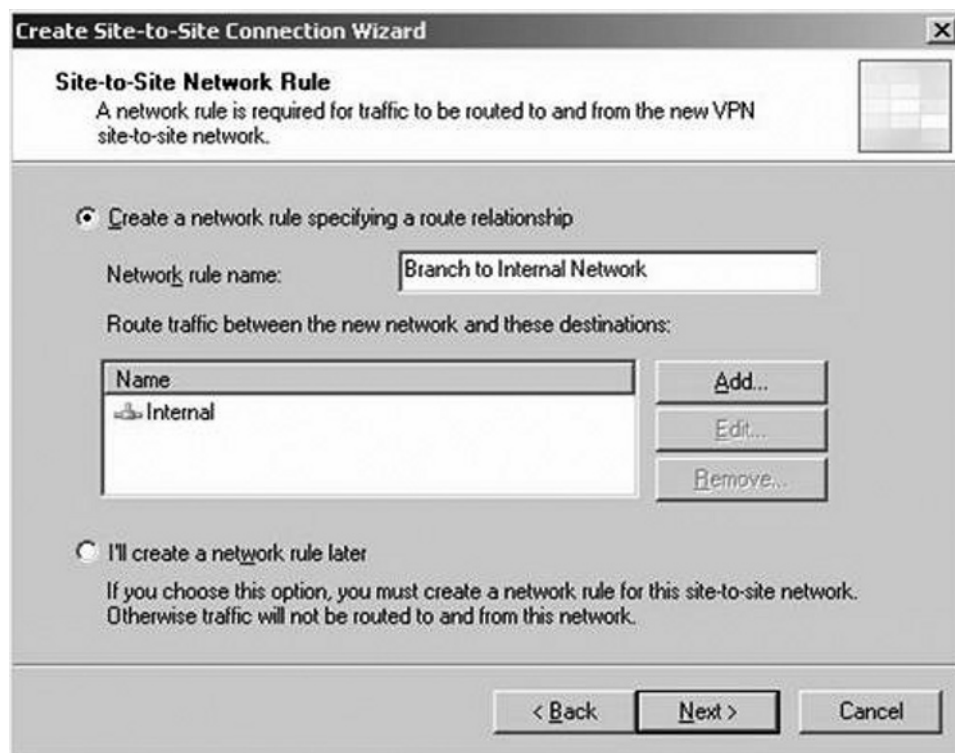 Create Site-to-Site Connection Wizard
Site-to-Site Network Rule
A network rule is required for traffic to be routed to and from the new VPN
site-to-site network.
Create a network rule specifying a route relationship
Network rule name:
Branch to Internal Network
Route traffic between the new network and these destinations:
Name
Internal
Add...
Edit...
Remove...
I'll create a network rule later
If you choose this option, you must create a network rule for this site-to-site network.
Otherwise traffic will not be routed to and from this network.
< Back
Next >
Cancel